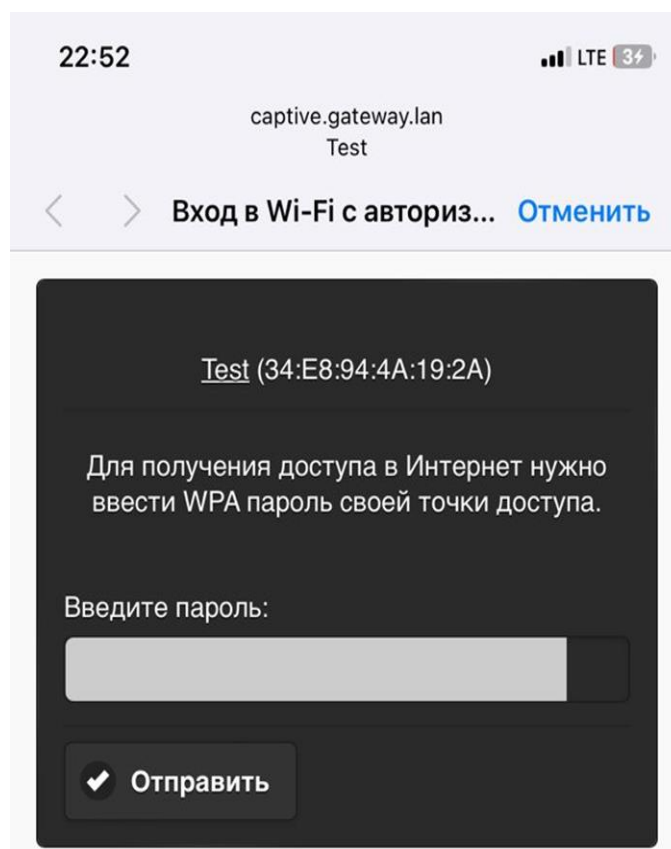 22:52
LTE 34
captive.gateway.lan
Test
Вход в Wi-Fi с авториз... Отменить
Test (34:E8:94:4A:19:2A)
Для получения доступа в Интернет нужно
ввести WPA пароль своей точки доступа.
Введите пароль:
Отправить